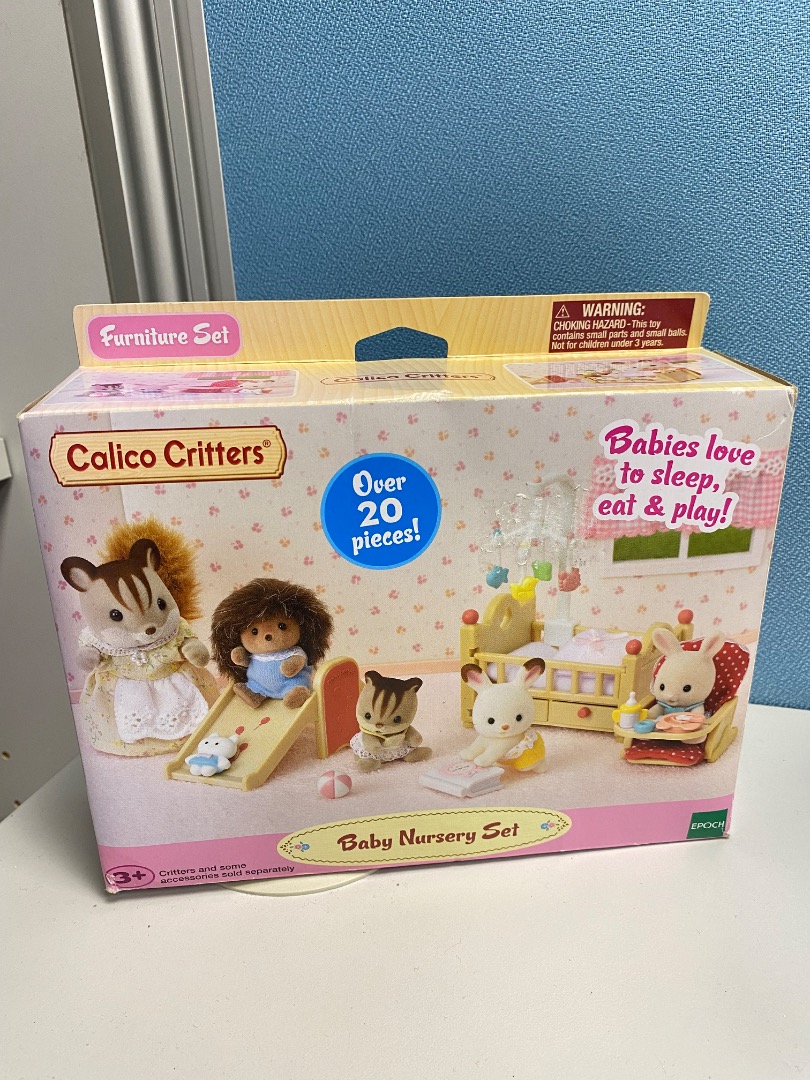 Furniture Set
WARNING:
CHOKING HAZARD - This toy
contains small parts and small balls.
Not for children under 3 years.
Calico Critters
Calico Critters®
Over
20
pieces!
Babies love
to sleep,
eat & play!
Baby Nursery Set
EPOCH
3+
Critters and some
accessories sold separately